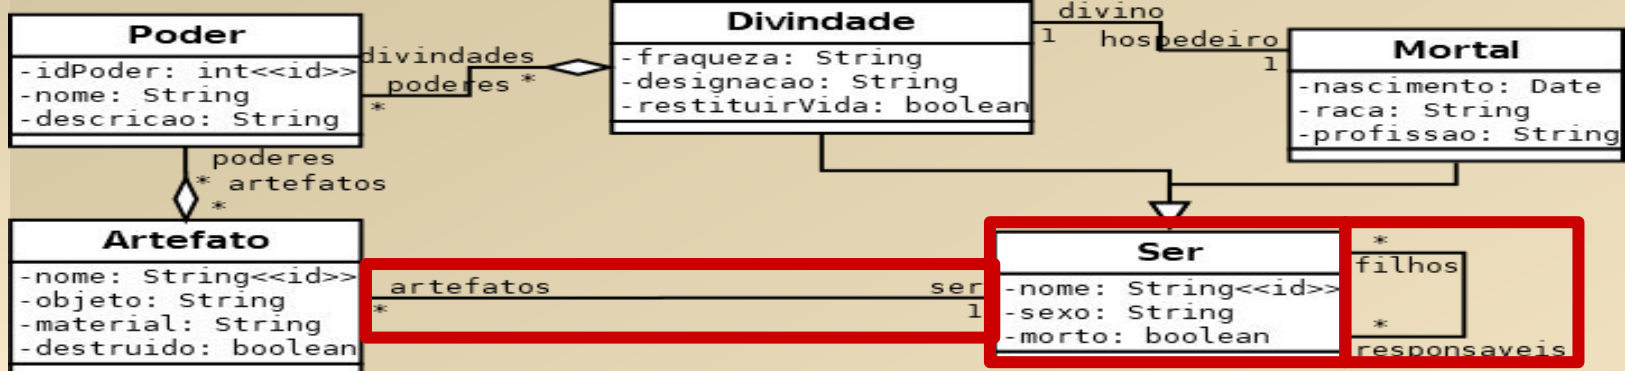 Poder
-idPoder: int<<id>>
-nome: String
-descricao: String
divindades
poderes *
*
Divindade
-fraqueza: String
-designacao: String
-restituirVida: boolean
divino
1
hospedeiro
1
Mortal
-nascimento: Date
-raca: String
-profissao: String
poderes
* artefatos
*
Artefato
-nome: String<<id>>
-objeto: String
-material: String
-destruido: boolean
artefatos
*
ser
1
Ser
-nome: String<<id>>
-sexo: String
-morto: boolean
*
filhos
*
responsaveis